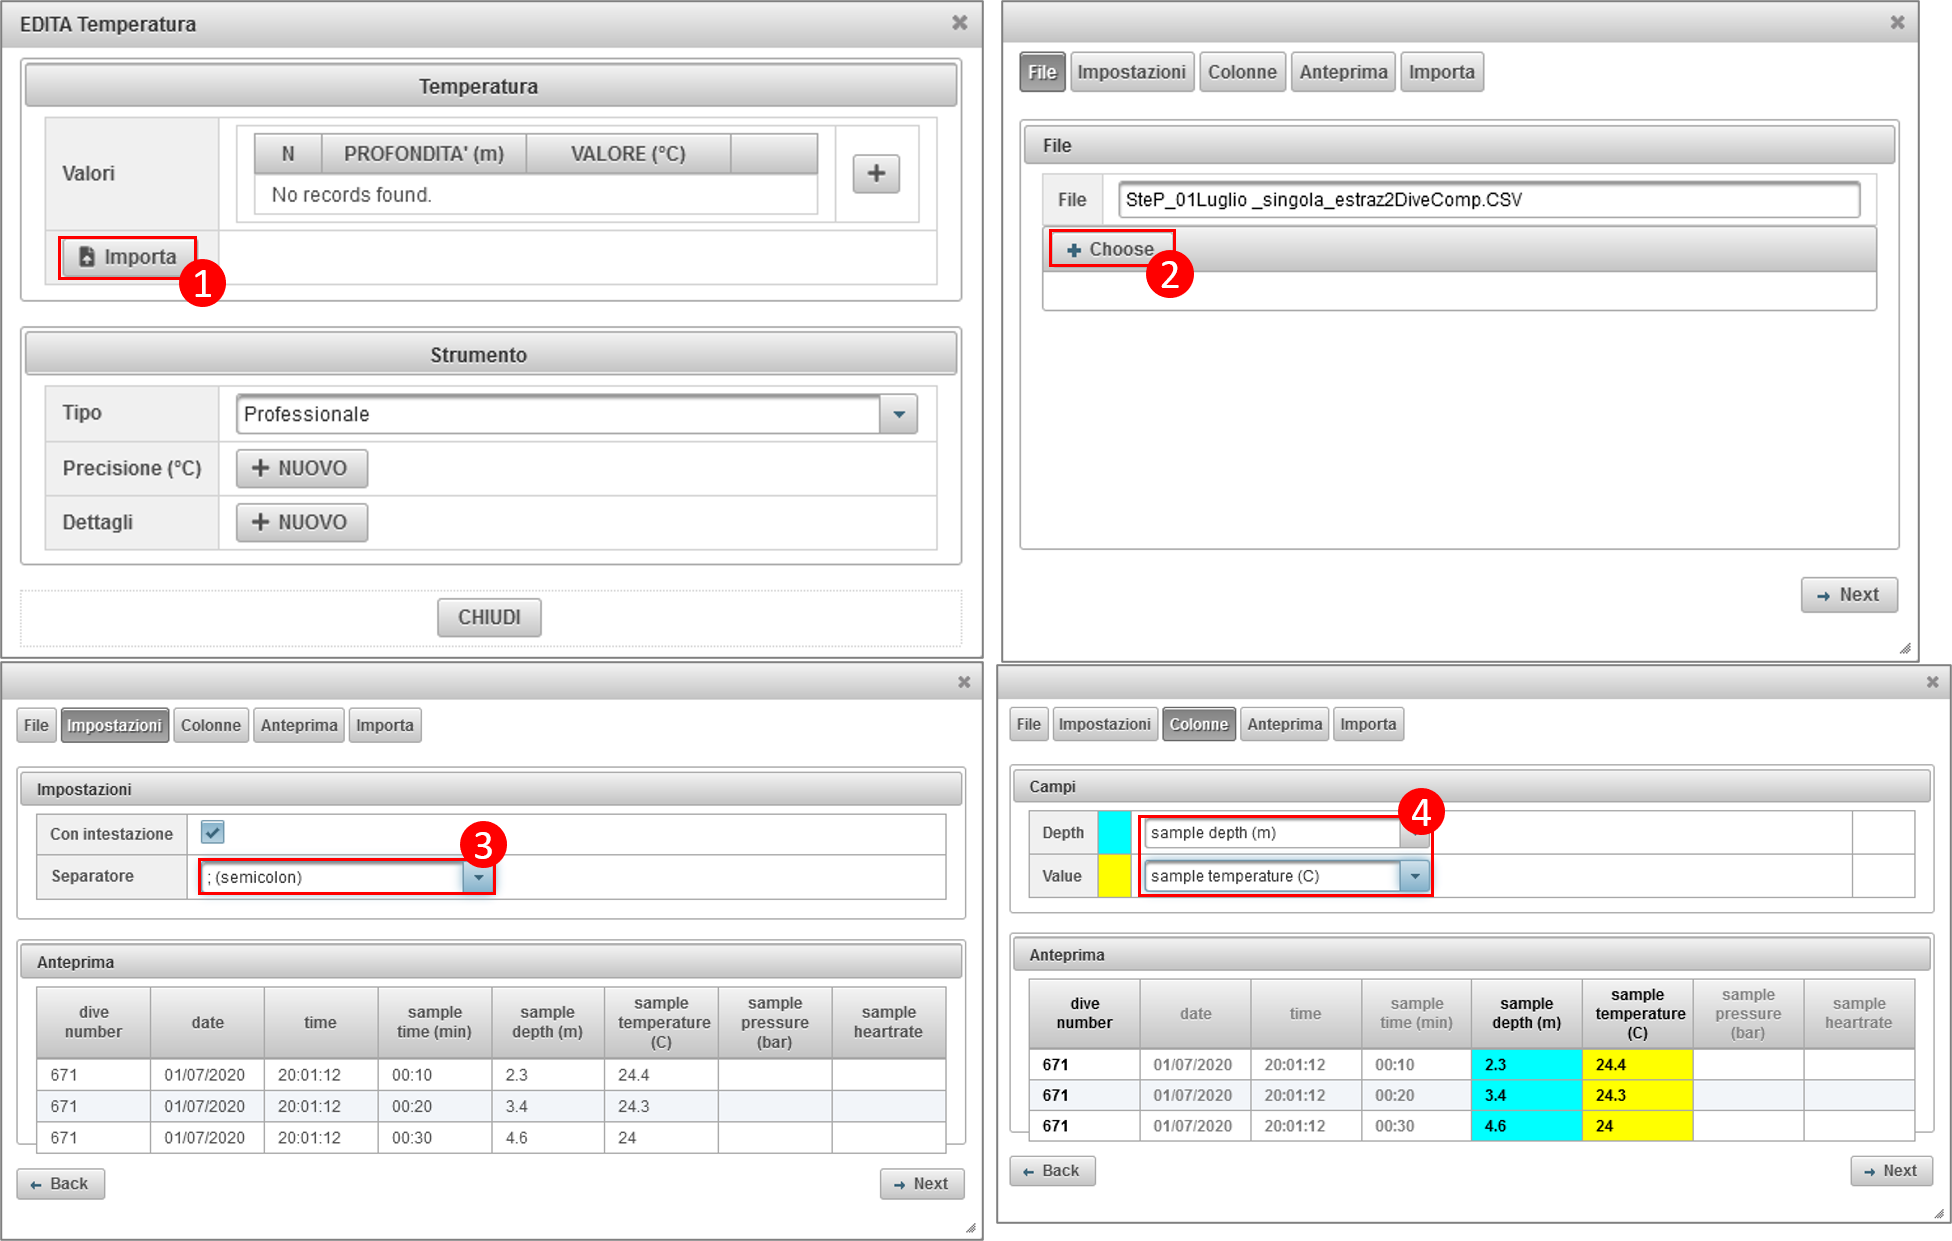 EDITA Temperatura
Temperatura
Valori
N PROFONDITA' (m) VALORE (°C)
No records found.
Importa
1
Strumento
Tipo Professionale
Precisione (°C) NUOVO
Dettagli NUOVO
CHIUDI
File Impostazioni Colonne Anteprima Importa
File
File SteP_01Luglio _singola_estraz2DiveComp.CSV
Choose
2
Next
File Impostazioni Colonne Anteprima Importa
Impostazioni
Con intestazione
3
Separatore ; (semicolon)
Anteprima
dive number date time sample time (min) sample depth (m) sample temperature (C) sample pressure (bar) sample heartrate
671 01/07/2020 20:01:12 00:10 2.3 24.4
671 01/07/2020 20:01:12 00:20 3.4 24.3
671 01/07/2020 20:01:12 00:30 4.6 24
Back Next
File Impostazioni Colonne Anteprima Importa
Campi
4
Depth sample depth (m)
Value sample temperature (C)
Anteprima
dive number date time sample time (min) sample depth (m) sample temperature (C) sample pressure (bar) sample heartrate
671 01/07/2020 20:01:12 00:10 2.3 24.4
671 01/07/2020 20:01:12 00:20 3.4 24.3
671 01/07/2020 20:01:12 00:30 4.6 24
Back Next